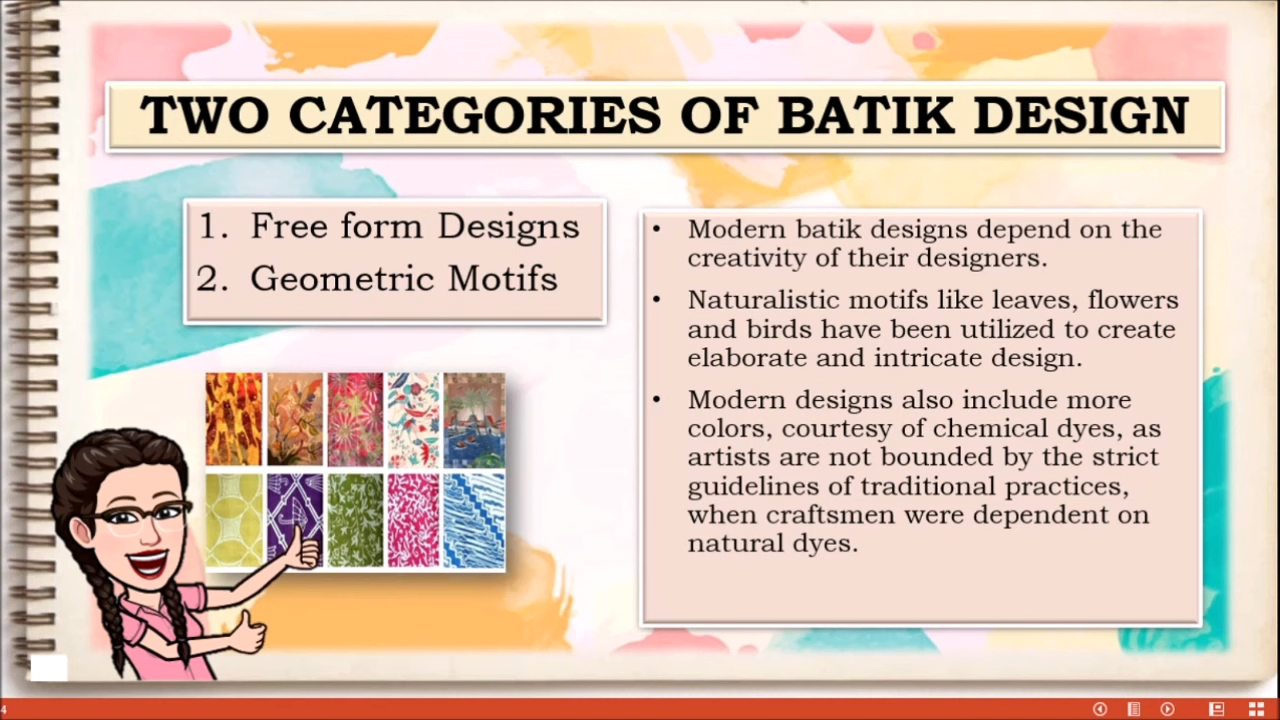 TWO CATEGORIES OF BATIK DESIGN
1. Free form Designs
2. Geometric Motifs
• Modern batik designs depend on the
creativity of their designers.
• Naturalistic motifs like leaves, flowers
and birds have been utilized to create
elaborate and intricate design.
• Modern designs also include more
colors, courtesy of chemical dyes, as
artists are not bounded by the strict
guidelines of traditional practices,
when craftsmen were dependent on
natural dyes.
4